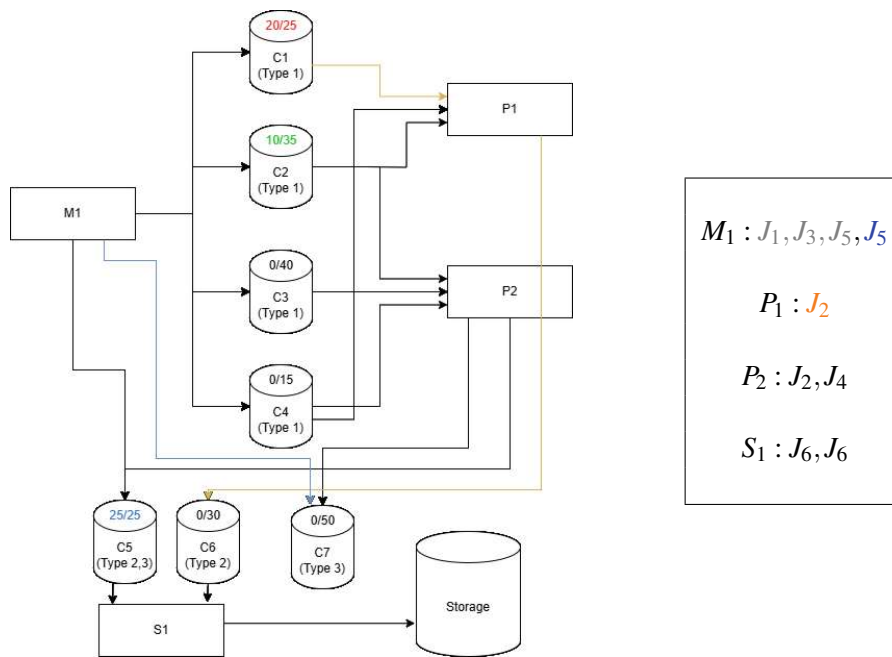 20/25
C1
(Type 1)
P1
10/35
C2
(Type 1)
M1
0/40
C3
(Type 1)
P2
0/15
C4
(Type 1)
25/25
C5
(Type 2,3)
0/30
C6
(Type 2)
0/50
C7
(Type 3)
Storage
S1
M₁ : J₁, J₃, J₅, J₅
P₁ : J₂
P₂ : J₂, J₄
S₁ : J₆, J₆